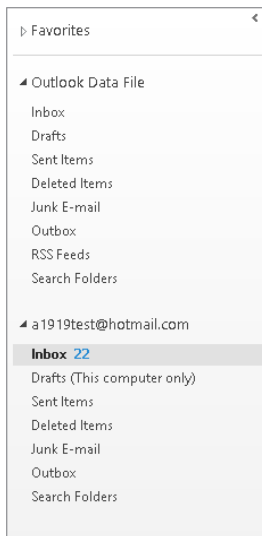 Favorites
Outlook Data File
Inbox
Drafts
Sent Items
Deleted Items
Junk E-mail
Outbox
RSS Feeds
Search Folders
a1919test@hotmail.com
Inbox 22
Drafts (This computer only)
Sent Items
Deleted Items
Junk E-mail
Outbox
Search Folders